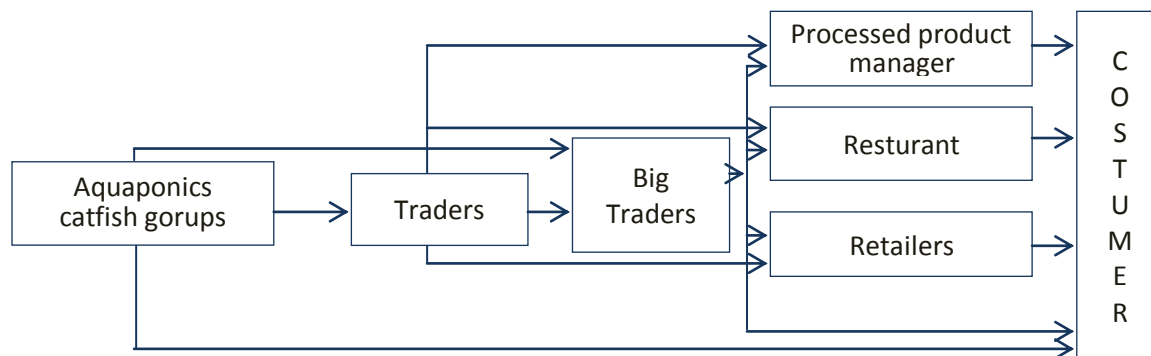 Aquaponics
catfish gorups
Traders
Big
Traders
Processed product
manager
Resturant
Retailers
C
O
S
T
U
M
E
R